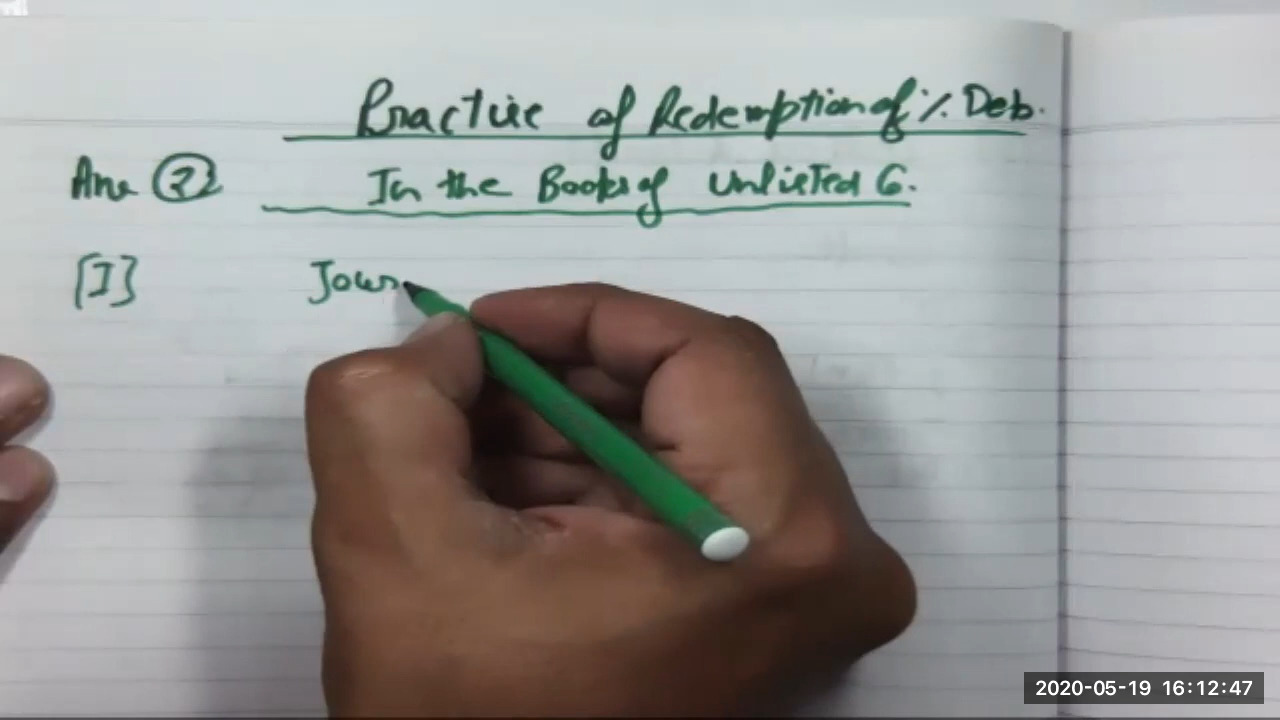 Practice of Redemption of % Deb.
Ans 22 In the Books of Unlisted Co.
[I] Jour
2020-05-19 16:12:47